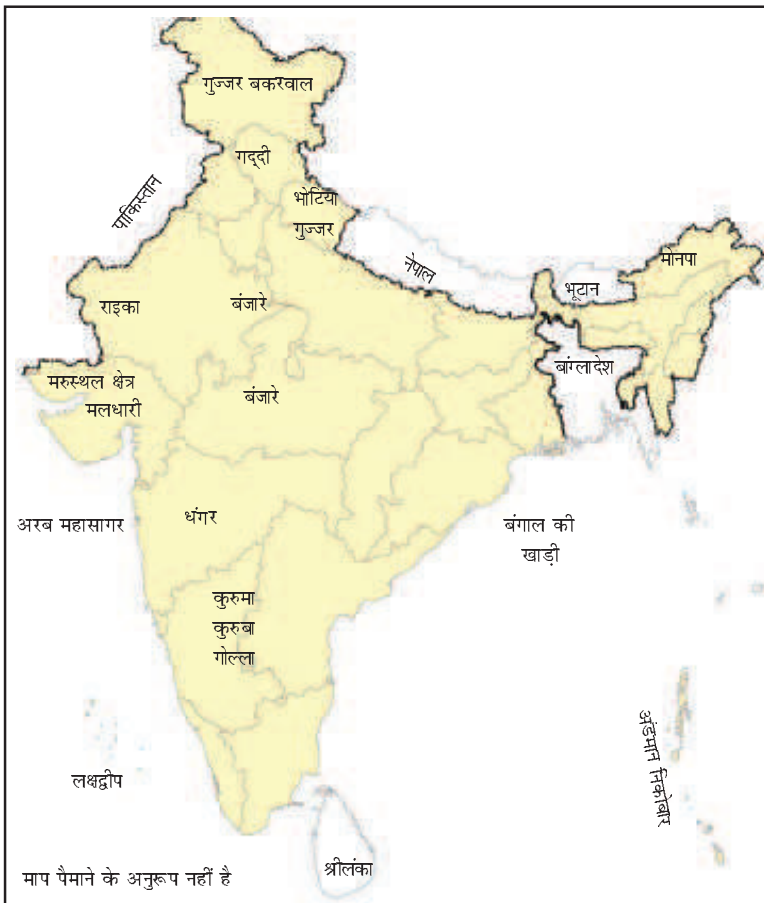 गुज्जर बकरवाल
गद्दी
पाकिस्तान
भोटिया
गुज्जर
नेपाल
भूटान
मोनपा
राइका
बंजारे
बांग्लादेश
मरुस्थल क्षेत्र
मलधारी
बंजारे
अरब महासागर
धंगर
बंगाल की
खाड़ी
कुरुमा
कुरुबा
गोल्ला
लक्षद्वीप
अंडमान निकोबार
श्रीलंका
माप पैमाने के अनुरूप नहीं है